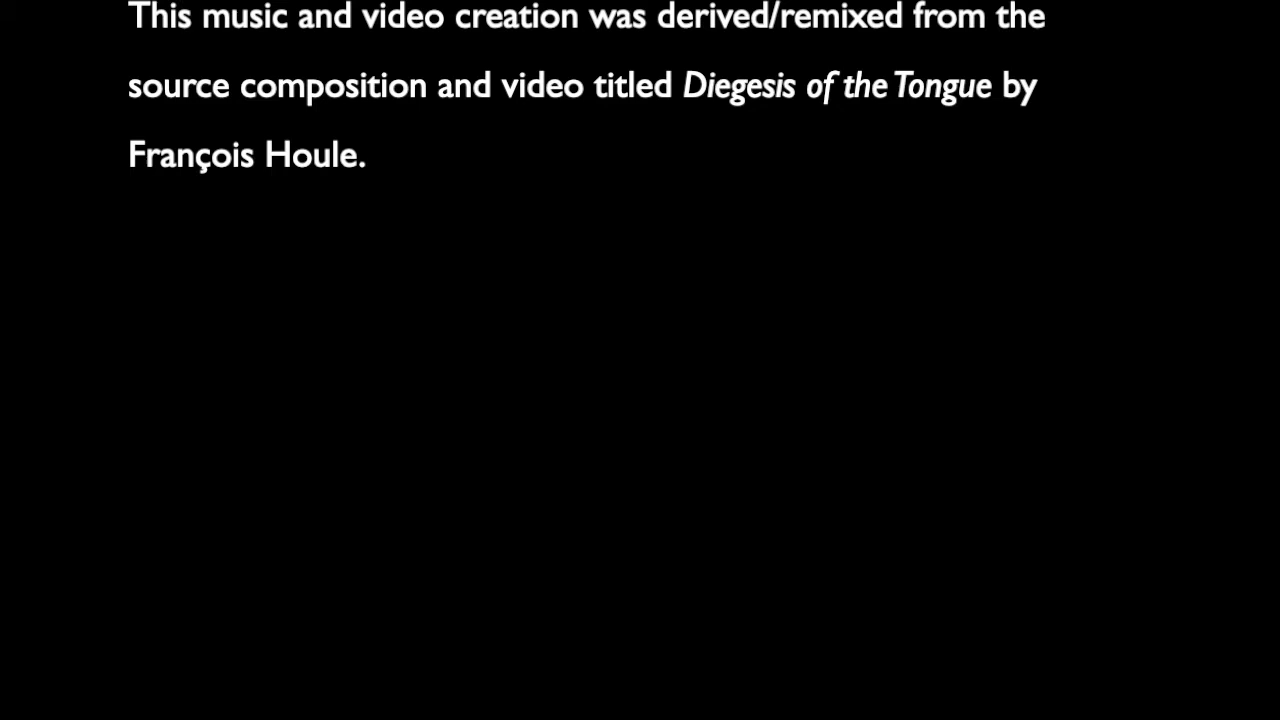 This music and video creation was derived/remixed from the
source composition and video titled Diegesis of the Tongue by
François Houle.